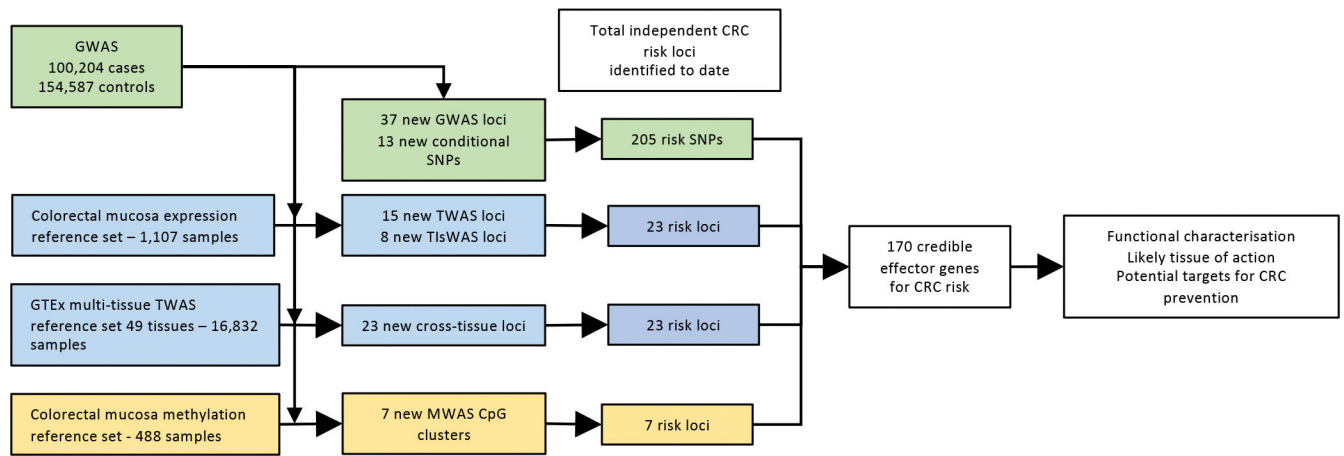 GWAS
100,204 cases
154,587 controls
Total independent CRC
risk loci
identified to date
37 new GWAS loci
13 new conditional
SNPs
205 risk SNPs
Colorectal mucosa expression
reference set – 1,107 samples
15 new TWAS loci
8 new TIsWAS loci
23 risk loci
170 credible
effector genes
for CRC risk
Functional characterisation
Likely tissue of action
Potential targets for CRC
prevention
GTEx multi-tissue TWAS
reference set 49 tissues – 16,832
samples
23 new cross-tissue loci
23 risk loci
Colorectal mucosa methylation
reference set - 488 samples
7 new MWAS CpG
clusters
7 risk loci